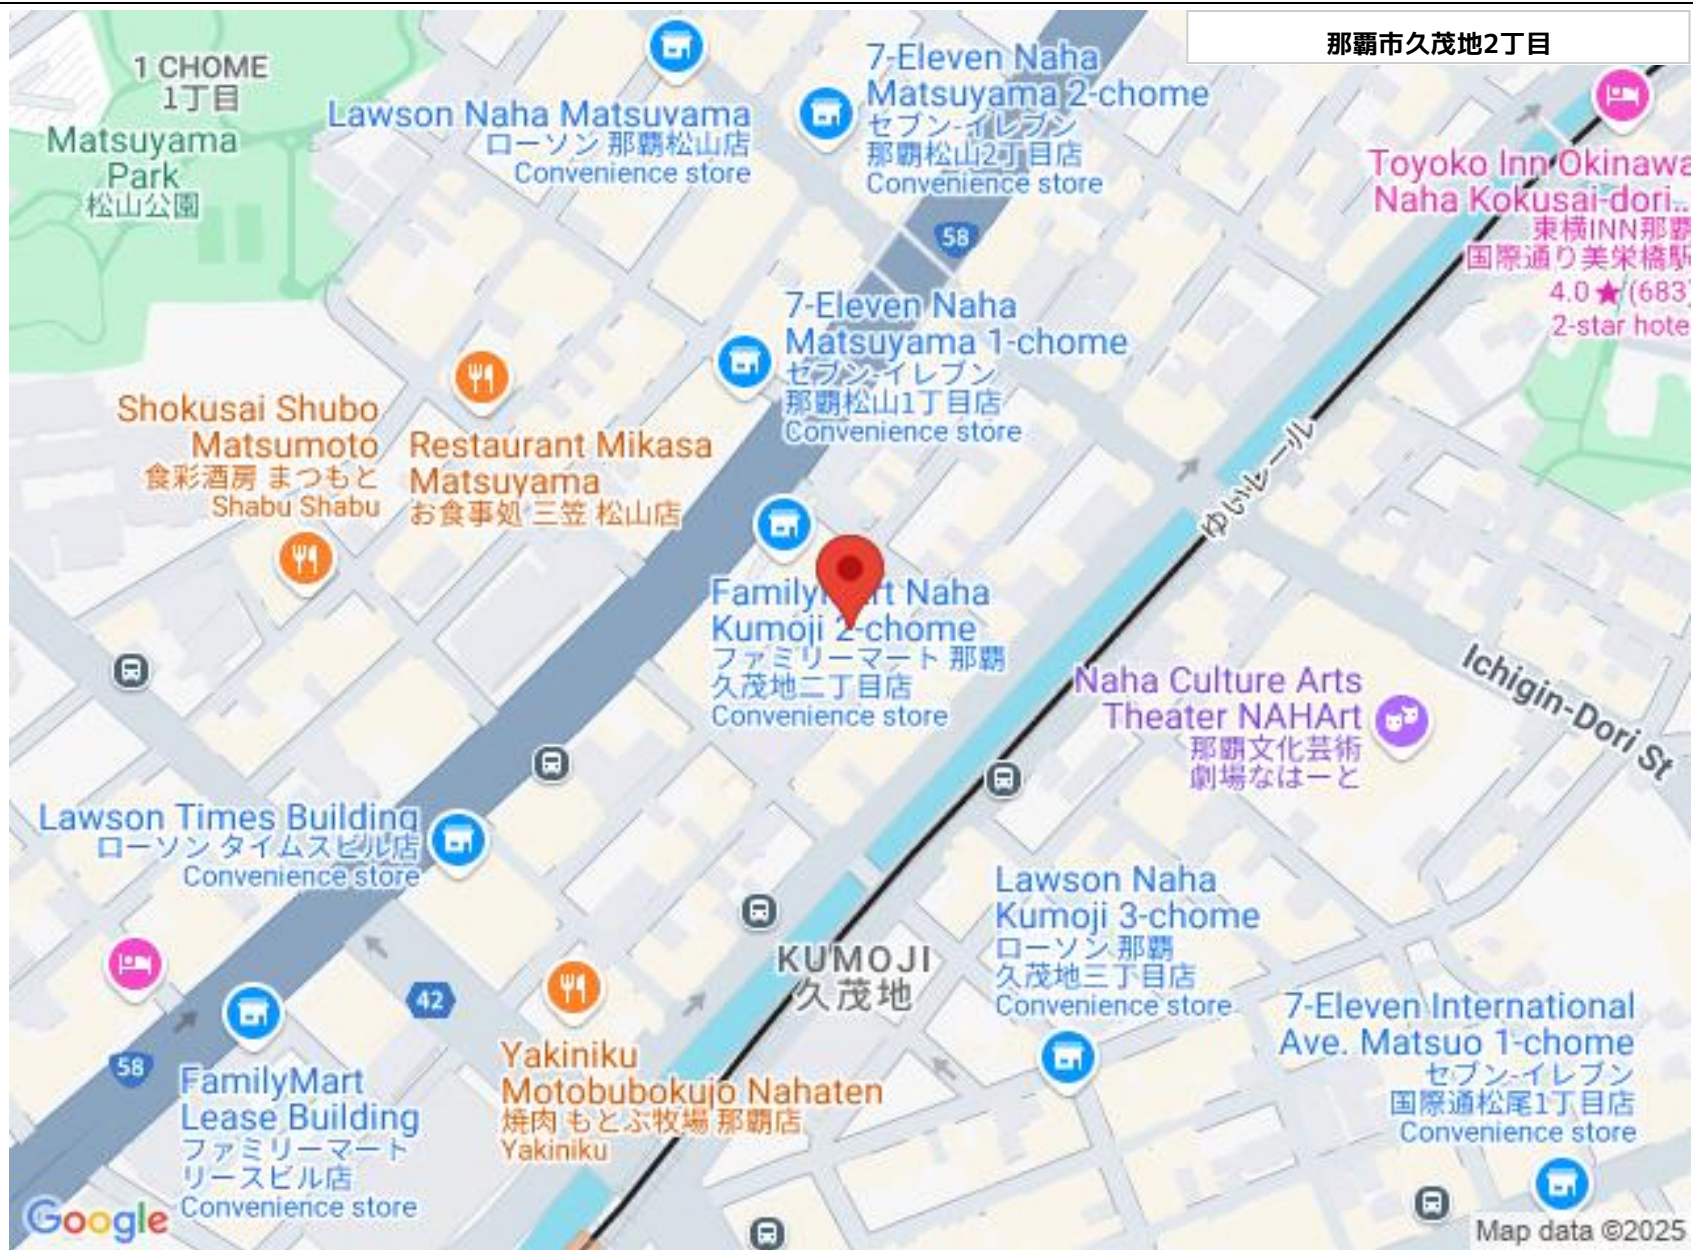 那覇市久茂地2丁目
1 CHOME
1丁目
Matsuyama
Park
松山公園
Lawson Naha Matsuyama
ローソン 那覇松山店
Convenience store
7-Eleven Naha
Matsuyama 2-chome
セブン-イレブン
那覇松山2丁目店
Convenience store
58
Toyoko Inn Okinawa
Naha Kokusai-dori...
東横INN那覇
国際通り美栄橋駅
4.0★(683)
2-star hote
7-Eleven Naha
Matsuyama 1-chome
セブン-イレブン
那覇松山1丁目店
Convenience store
Shokusai Shubo
Matsumoto
食彩酒房 まつもと
Shabu Shabu
Restaurant Mikasa
Matsuyama
お食事処 三笠 松山店
ゆいレール
FamilyMart Naha
Kumoji 2-chome
ファミリーマート 那覇
久茂地二丁目店
Convenience store
Naha Culture Arts
Theater NAHArt
那覇文化芸術
劇場なはーと
Ichigin-Dori St
Lawson Times Building
ローソン タイムスビル店
Convenience store
Lawson Naha
Kumoji 3-chome
ローソン 那覇
久茂地三丁目店
Convenience store
KUMOJI
久茂地
42
58
FamilyMart
Lease Building
ファミリーマート
リースビル店
Convenience store
Yakiniku
Motobubokujo Nahaten
焼肉 もとぶ牧場 那覇店
Yakiniku
7-Eleven International
Ave. Matsuo 1-chome
セブン-イレブン
国際通松尾1丁目店
Convenience store
Google
Map data ©2025